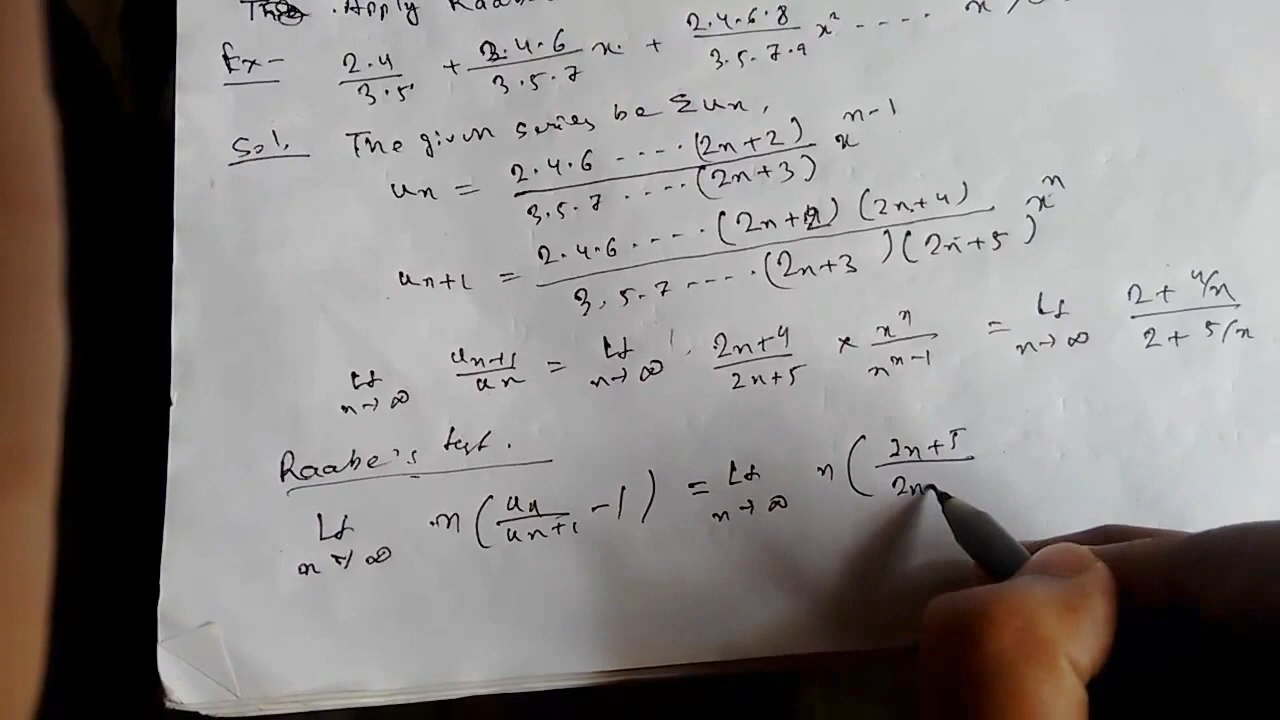 Apply Raabe
Ex- 2.4/3.5 + 2.4.6/3.5.7 x. + 2.4.6.8/3.5.7.9 x² ..... x
Sol. The given series be Σun,
un = 2.4.6 .... (2n+2)/3.5.7 .... (2n+3) x^n-1
un+1 = 2.4.6 .... (2n+2) (2n+4)/3.5.7 .... (2n+3) (2n+5) x^n
Lt n→∞ un+1/un = Lt n→∞ 2n+4/2n+5 × x^n/x^n-1 = Lt n→∞ 2+4/n / 2+5/n
Raabe's test.
Lt n→∞ n(un/un+1 - 1) = Lt n→∞ n(2n+5/2n